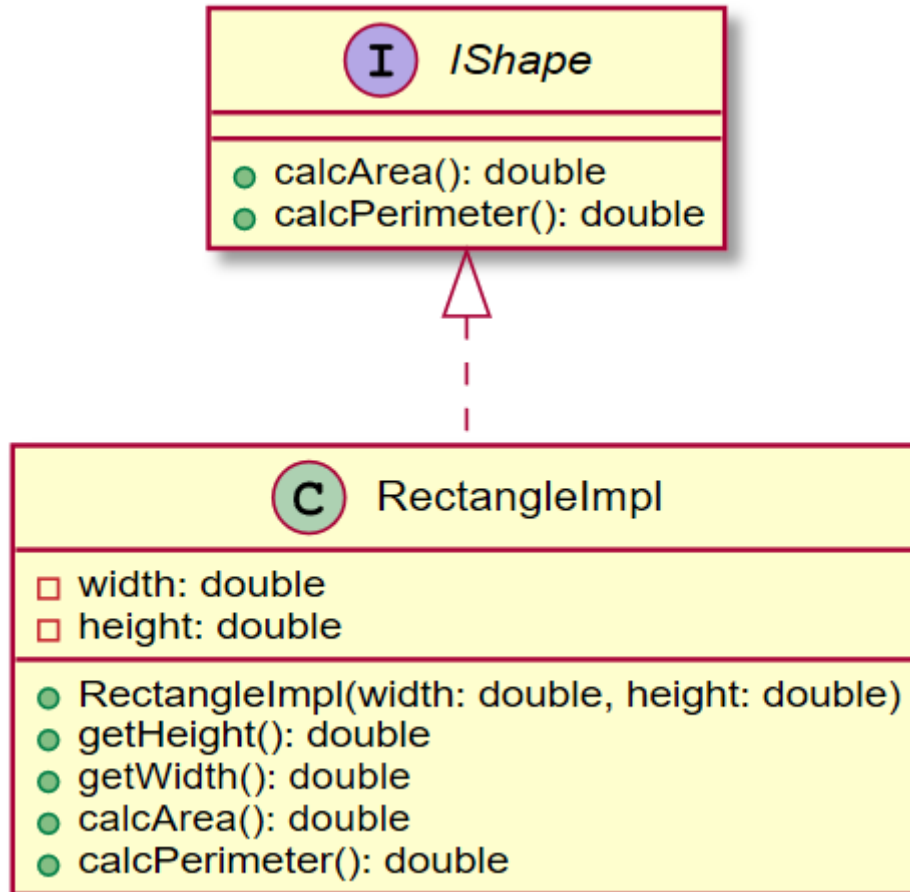 I IShape
calcArea(): double
calcPerimeter(): double
C RectangleImpl
width: double
height: double
RectangleImpl(width: double, height: double)
getHeight(): double
getWidth(): double
calcArea(): double
calcPerimeter(): double